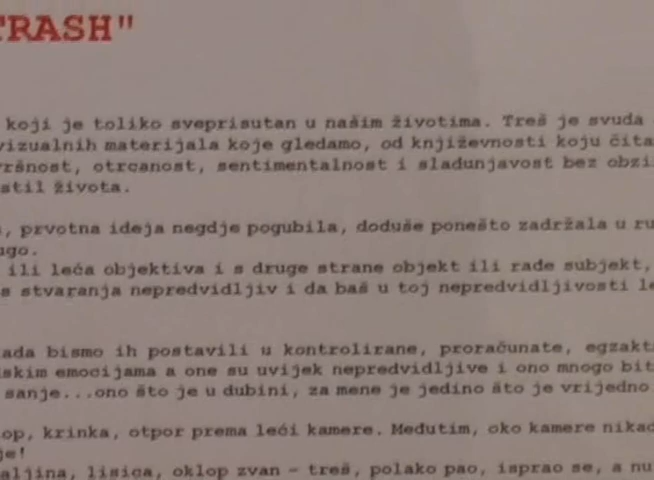 TRASH"
koji je toliko sveprisutan u našim životima. Treš je svuda
vizualnih materijala koje gledamo, od književnosti koju čita
vršnost, otrcanost, sentimentalnost i sladunjavost bez obzi
stil života.
, prvotna ideja negdje pogubila, doduše ponešto zadržala u ru
ugo.
ili leća objektiva i s druge strane objekt ili rade subjekt,
s stvaranja nepredvidljiv i da baš u toj nepredvidljivosti le
ada bismo ih postavili u kontrolirane, proračunate, egzakt
skim emocijama a one su uvijek nepredvidljive i ono mnogo bit
sanje...ono što je u dubini, za mene je jedino što je vrijedno
op, krinka, otpor prema leći kamere. Međutim, oko kamere nikad
je!
aljina, lisica, oklop zvan – treš, polako pao, isprao se, a nu